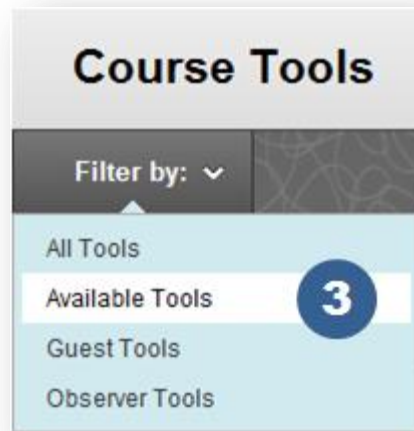 Course Tools
Filter by:
All Tools
Available Tools 3
Guest Tools
Observer Tools